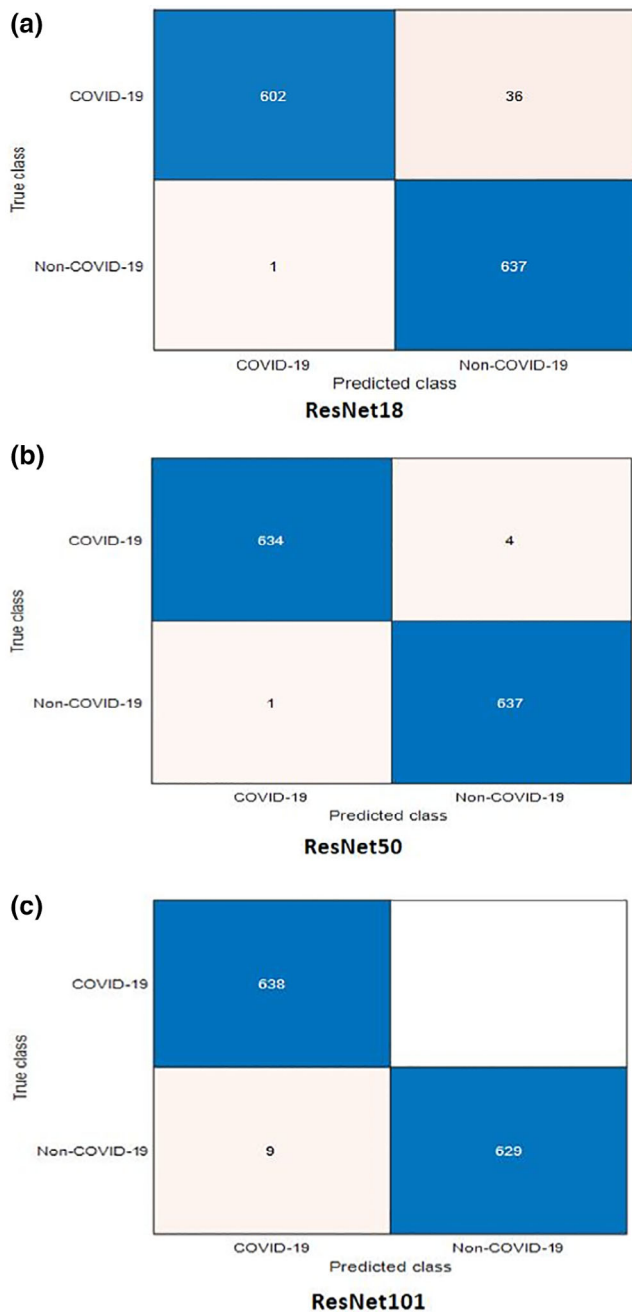 (a)
COVID-19
602
36
True class
Non-COVID-19
1
637
COVID-19
Non-COVID-19
Predicted class
ResNet18
(b)
COVID-19
634
4
True class
Non-COVID-19
1
637
COVID-19
Non-COVID-19
Predicted class
ResNet50
(c)
COVID-19
638
True class
Non-COVID-19
9
629
COVID-19
Non-COVID-19
Predicted class
ResNet101